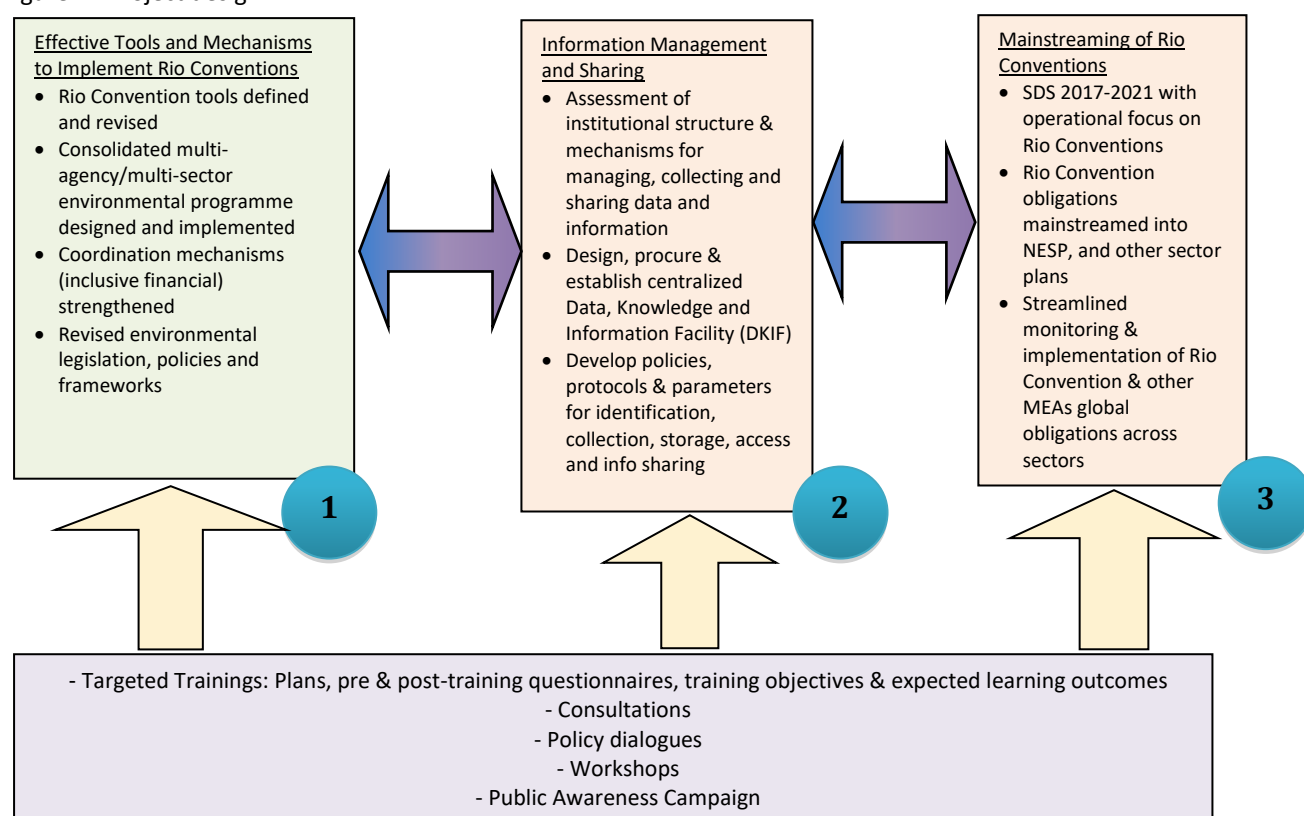 Effective Tools and Mechanisms
to Implement Rio Conventions
• Rio Convention tools defined
and revised
• Consolidated multi-
agency/multi-sector
environmental programme
designed and implemented
• Coordination mechanisms
(inclusive financial)
strengthened
• Revised environmental
legislation, policies and
frameworks
1
Information Management
and Sharing
• Assessment of
institutional structure &
mechanisms for
managing, collecting and
sharing data and
information
• Design, procure &
establish centralized
Data, Knowledge and
Information Facility (DKIF)
• Develop policies,
protocols & parameters
for identification,
collection, storage, access
and info sharing
2
Mainstreaming of Rio
Conventions
• SDS 2017-2021 with
operational focus on
Rio Conventions
• Rio Convention
obligations
mainstreamed into
NESP, and other sector
plans
• Streamlined
monitoring &
implementation of Rio
Convention & other
MEAs global
obligations across
sectors
3
- Targeted Trainings: Plans, pre & post-training questionnaires, training objectives & expected learning outcomes
- Consultations
- Policy dialogues
- Workshops
- Public Awareness Campaign